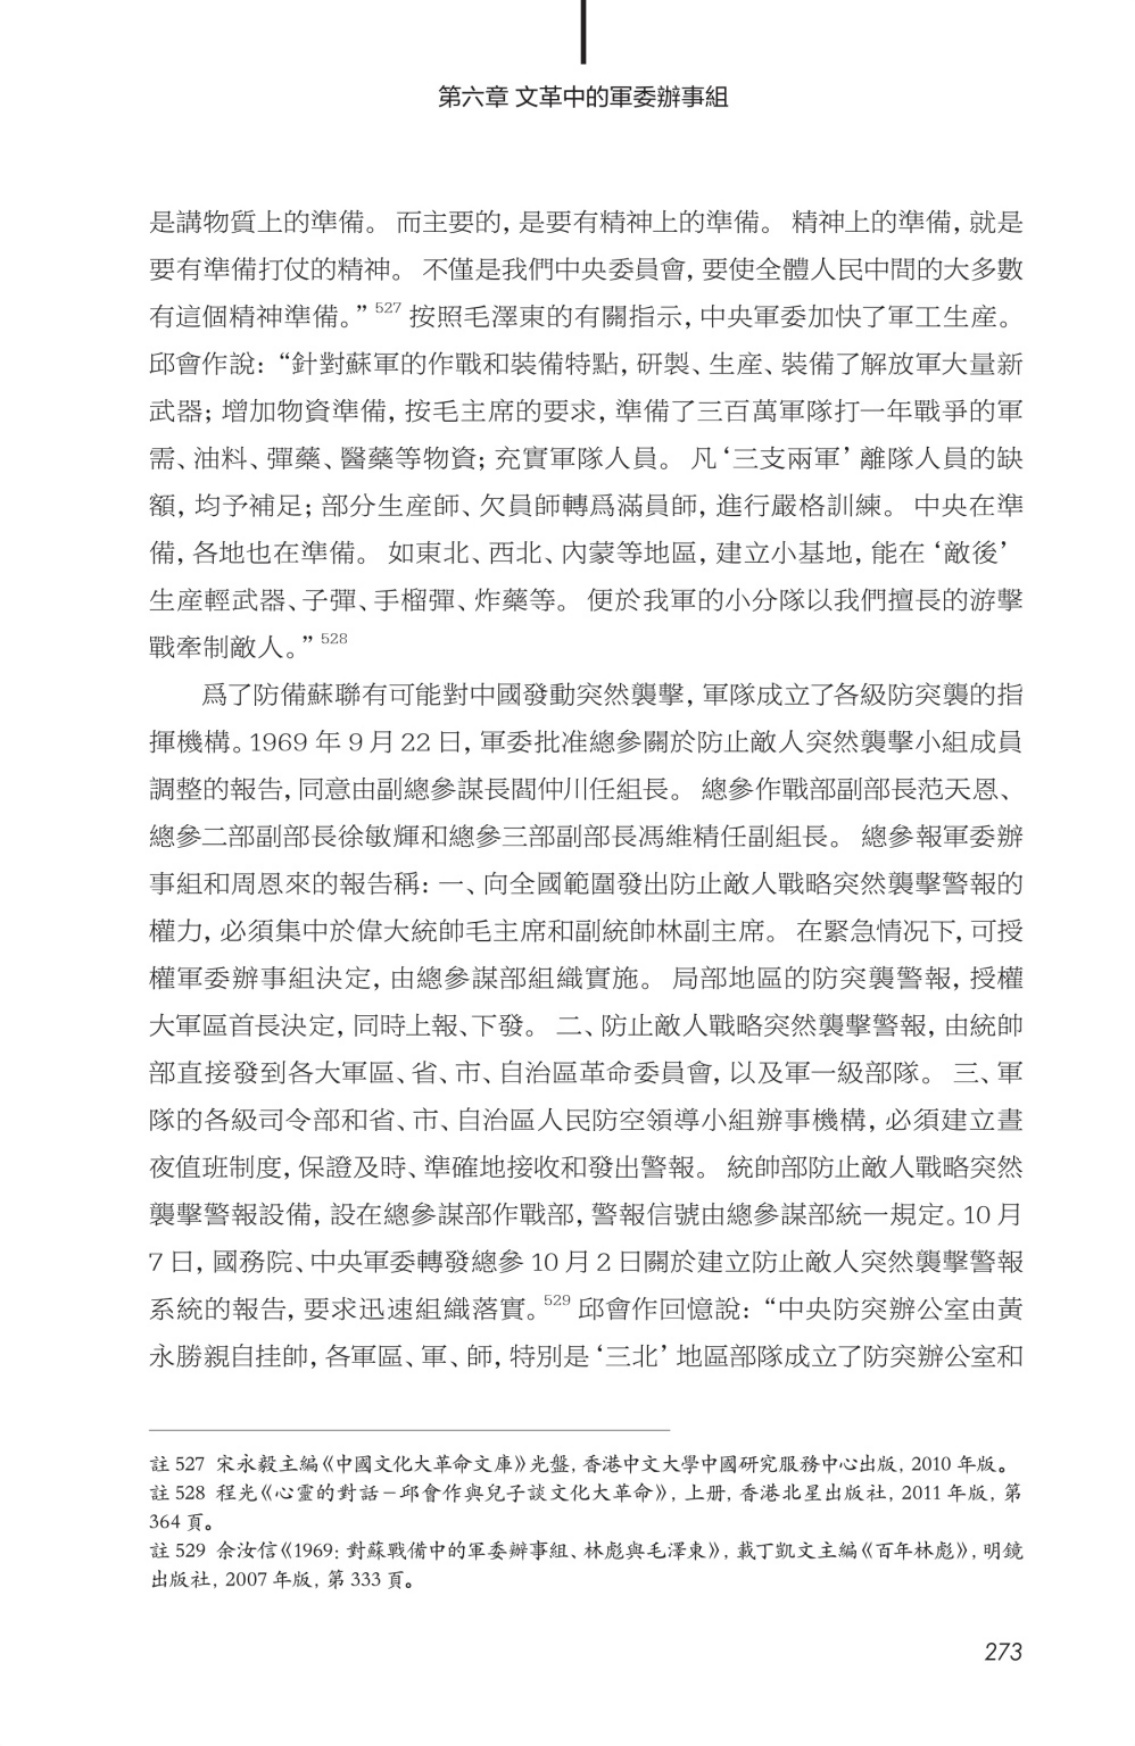 第六章 文革中的軍委辦事組
是講物質上的準備。 而主要的, 是要有精神上的準備。 精神上的準備, 就是
要有準備打仗的精神。 不僅是我們中央委員會, 要使全體人民中間的大多數
有這個精神準備。” 527 按照毛澤東的有關指示, 中央軍委加快了軍工生産。
邱會作說: “針對蘇軍的作戰和裝備特點, 研製、生産、裝備了解放軍大量新
武器; 增加物資準備, 按毛主席的要求, 準備了三百萬軍隊打一年戰爭的軍
需、油料、彈藥、醫藥等物資; 充實軍隊人員。 凡‘三支兩軍’離隊人員的缺
額, 均予補足; 部分生産師、欠員師轉爲滿員師, 進行嚴格訓練。 中央在準
備, 各地也在準備。 如東北、西北、內蒙等地區, 建立小基地, 能在‘敵後’
生産輕武器、子彈、手榴彈、炸藥等。 便於我軍的小分隊以我們擅長的游擊
戰牽制敵人。” 528
爲了防備蘇聯有可能對中國發動突然襲擊, 軍隊成立了各級防突襲的指
揮機構。1969 年 9 月 22 日, 軍委批准總參關於防止敵人突然襲擊小組成員
調整的報告, 同意由副總參謀長閻仲川任組長。 總參作戰部副部長范天恩、
總參二部副部長徐敏輝和總參三部副部長馮維精任副組長。 總參報軍委辦
事組和周恩來的報告稱: 一、向全國範圍發出防止敵人戰略突然襲擊警報的
權力, 必須集中於偉大統帥毛主席和副統帥林副主席。 在緊急情況下, 可授
權軍委辦事組決定, 由總參謀部組織實施。 局部地區的防突襲警報, 授權
大軍區首長決定, 同時上報、下發。 二、防止敵人戰略突然襲擊警報, 由統帥
部直接發到各大軍區、省、市、自治區革命委員會, 以及軍一級部隊。 三、軍
隊的各級司令部和省、市、自治區人民防空領導小組辦事機構, 必須建立晝
夜值班制度, 保證及時、準確地接收和發出警報。 統帥部防止敵人戰略突然
襲擊警報設備, 設在總參謀部作戰部, 警報信號由總參謀部統一規定。10 月
7 日, 國務院、中央軍委轉發總參 10 月 2 日關於建立防止敵人突然襲擊警報
系統的報告, 要求迅速組織落實。529 邱會作回憶說: “中央防突辦公室由黃
永勝親自挂帥, 各軍區、軍、師, 特別是‘三北’地區部隊成立了防突辦公室和
註 527 宋永毅主編《中國文化大革命文庫》光盤, 香港中文大學中國研究服務中心出版, 2010 年版。
註 528 程光《心靈的對話－邱會作與兒子談文化大革命》, 上册, 香港北星出版社, 2011 年版, 第
364 頁。
註 529 余汝信《1969: 對蘇戰備中的軍委辦事組、林彪與毛澤東》, 載丁凱文主編《百年林彪》, 明鏡
出版社, 2007 年版, 第 333 頁。
273